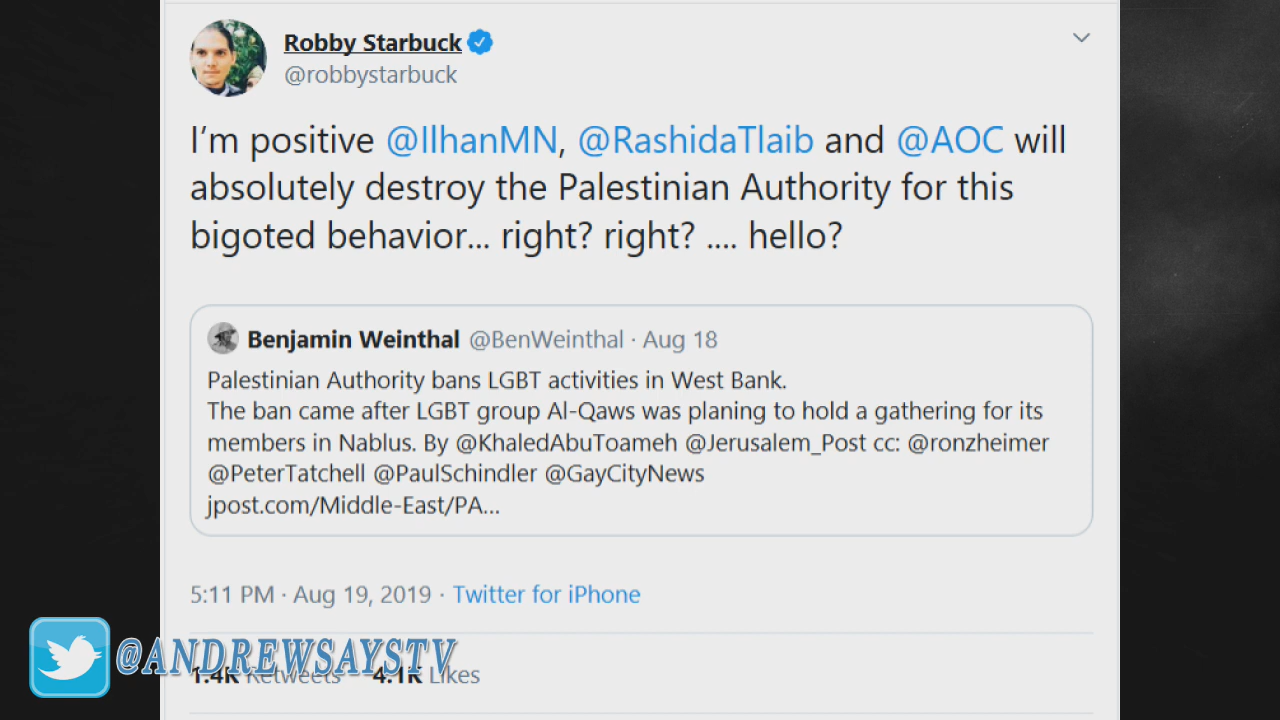 Robby Starbuck
@robbystarbuck
I'm positive @IlhanMN, @RashidaTlaib and @AOC will
absolutely destroy the Palestinian Authority for this
bigoted behavior... right? right? .... hello?
Benjamin Weinthal @BenWeinthal · Aug 18
Palestinian Authority bans LGBT activities in West Bank.
The ban came after LGBT group Al-Qaws was planing to hold a gathering for its
members in Nablus. By @KhaledAbuToameh @Jerusalem_Post cc: @ronzheimer
@PeterTatchell @PaulSchindler @GayCityNews
jpost.com/Middle-East/PA...
5:11 PM · Aug 19, 2019 · Twitter for iPhone
@ANDREWSAYSTV
1.4K Retweets 4.1K Likes